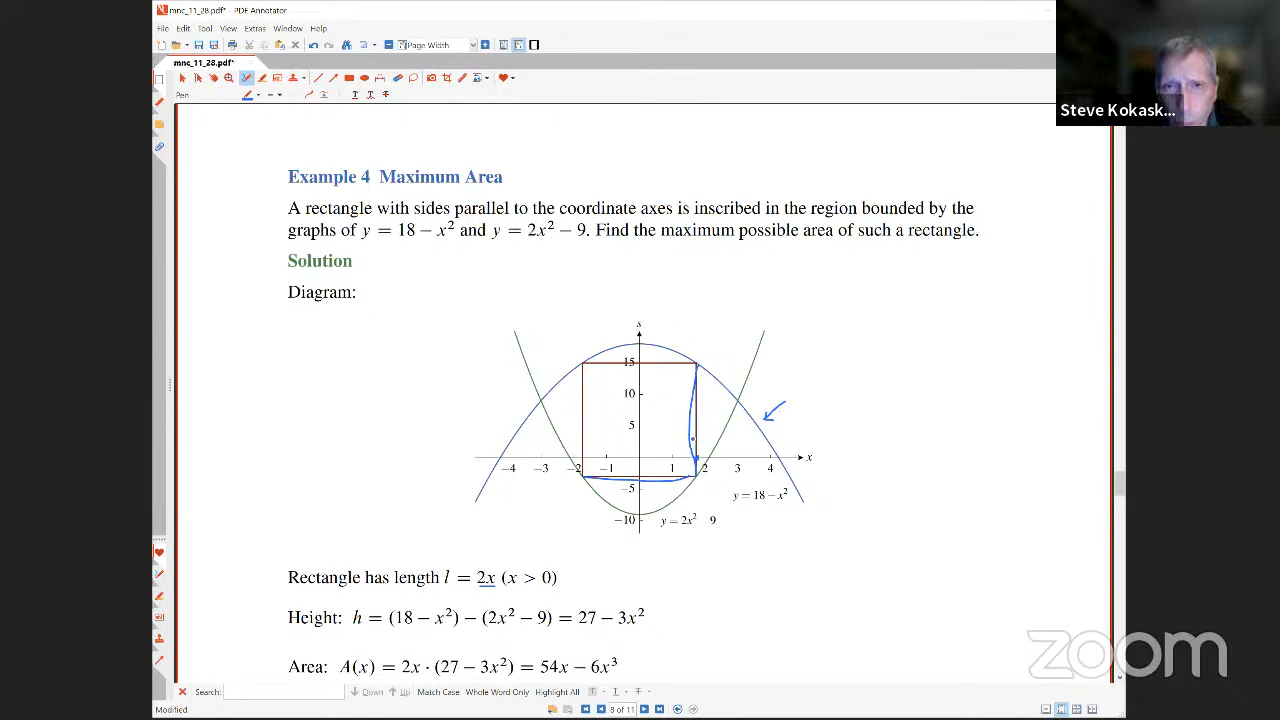 mnc_11_28.pdf* - PDF Annotator
File Edit Tool View Extras Window Help
Page Width
mnc_11_28.pdf*
Pen
Steve Kokask...
Example 4 Maximum Area
A rectangle with sides parallel to the coordinate axes is inscribed in the region bounded by the
graphs of y = 18 − x² and y = 2x² − 9. Find the maximum possible area of such a rectangle.
Solution
Diagram:
s
15
10
5
−4 −3 −2 −1 1 2 3 4 x
−5
y = 18 − x²
−10 y = 2x² 9
Rectangle has length l = 2x (x > 0)
Height: h = (18 − x²) − (2x² − 9) = 27 − 3x²
Area: A(x) = 2x · (27 − 3x²) = 54x − 6x³
zoom
Search: Down Up Match Case Whole Word Only Highlight All
Modified 8 of 11